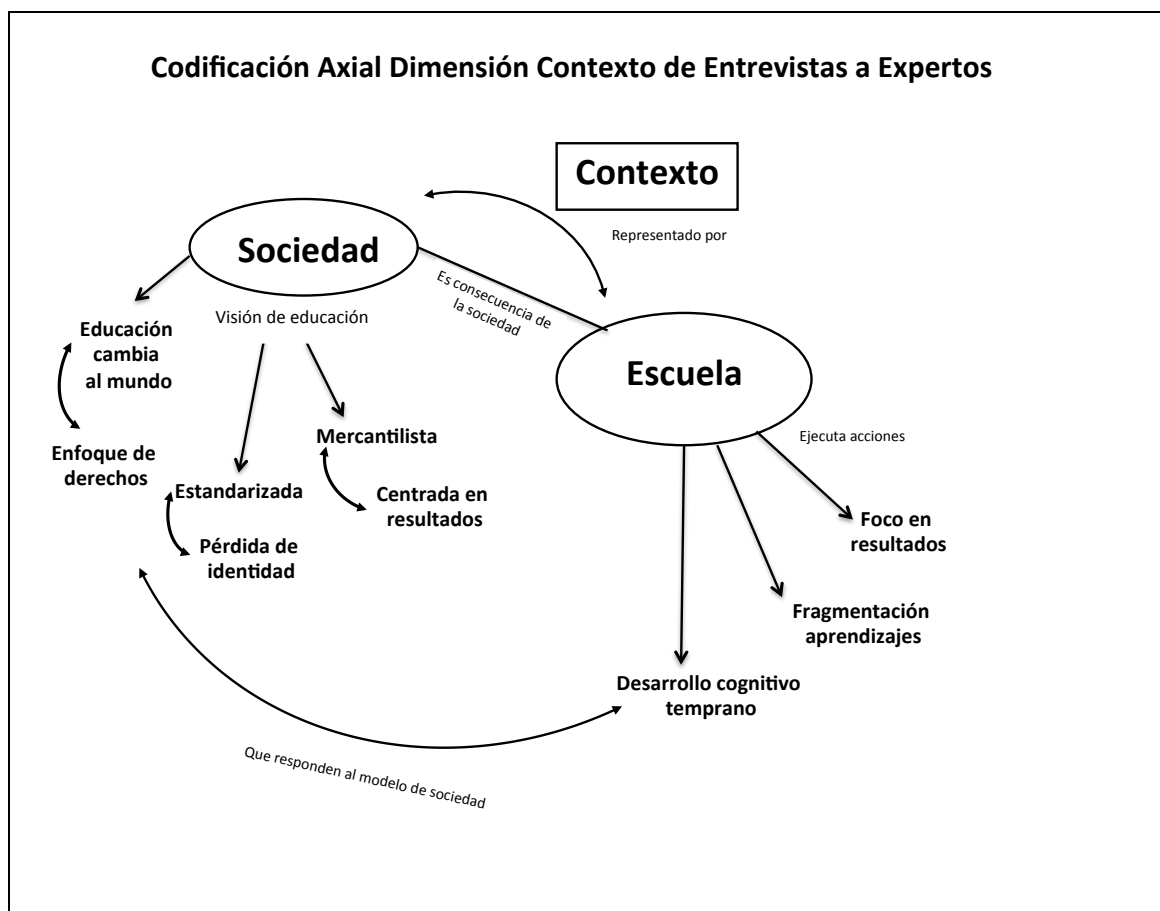 Codificación Axial Dimensión Contexto de Entrevistas a Expertos
Contexto
Representado por
Sociedad
Es consecuencia de
la sociedad
Visión de educación
Educación
cambia
al mundo
Enfoque de
derechos
Estandarizada
Pérdida de
identidad
Mercantilista
Centrada en
resultados
Escuela
Ejecuta acciones
Foco en
resultados
Fragmentación
aprendizajes
Desarrollo cognitivo
temprano
Que responden al modelo de sociedad